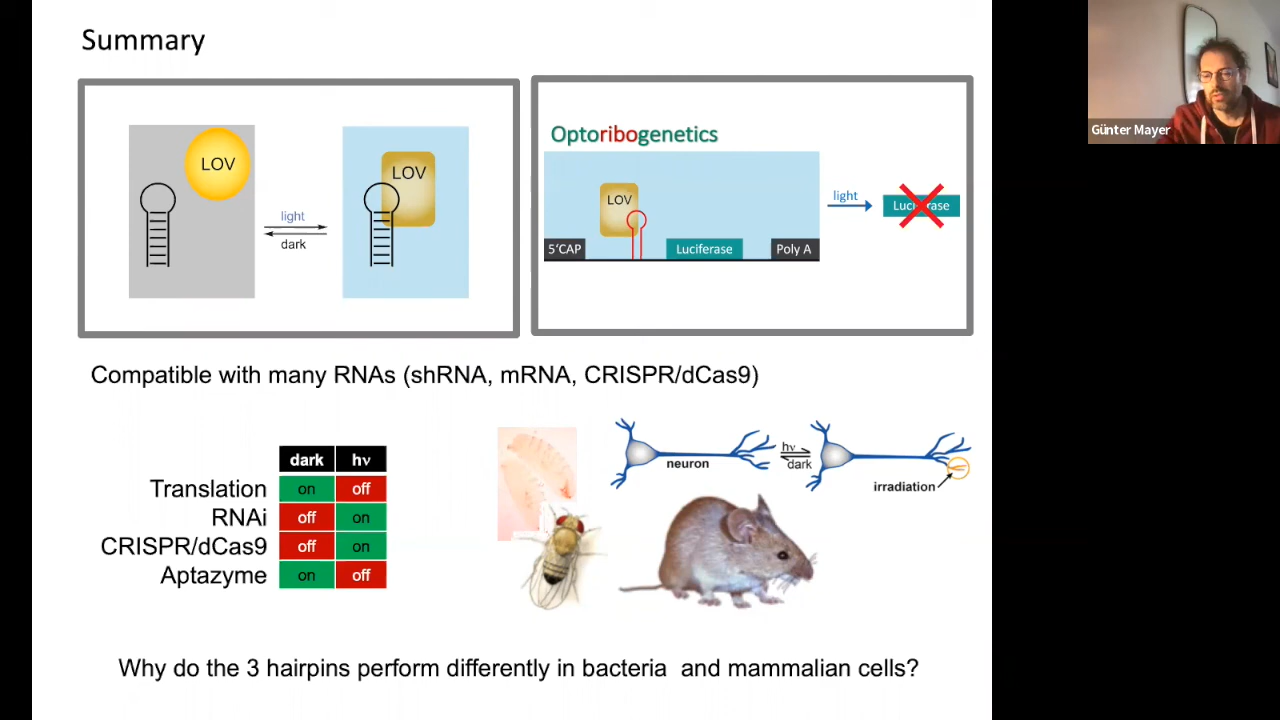 Summary
LOV
light
dark
LOV
Optoribogenetics
LOV
5'CAP
Luciferase
Poly A
light
Luciferase
Compatible with many RNAs (shRNA, mRNA, CRISPR/dCas9)
dark hν
Translation on off
RNAi off on
CRISPR/dCas9 off on
Aptazyme on off
neuron
hν
dark
irradiation
Why do the 3 hairpins perform differently in bacteria and mammalian cells?
Günter Mayer